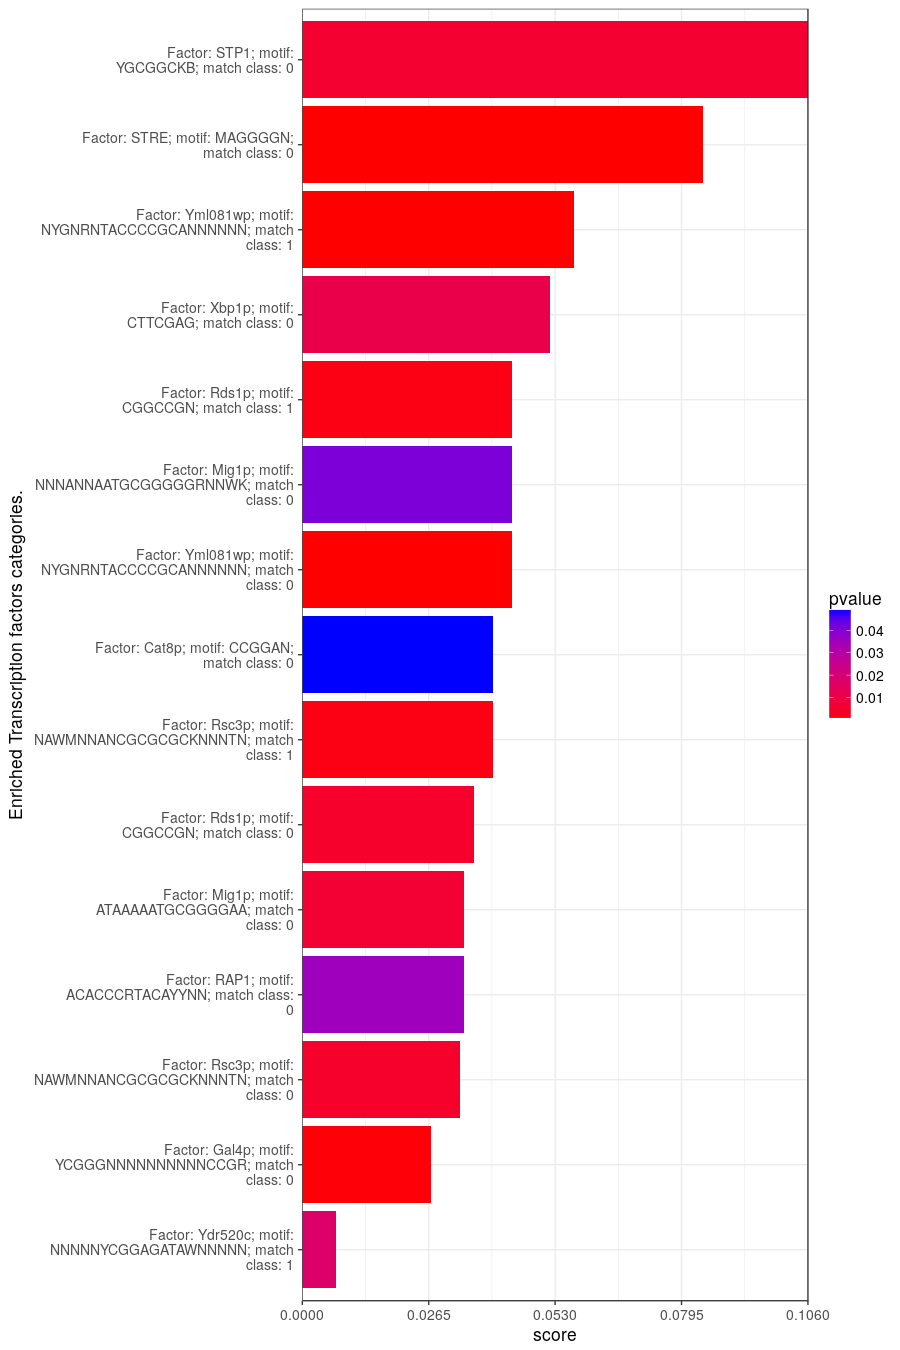 Factor: STP1; motif:
YGCGGCKB; match class: 0
Factor: STRE; motif: MAGGGGN;
match class: 0
Factor: Yml081wp; motif:
NYGNRNTACCCCGCANNNNNN; match
class: 1
Factor: Xbp1p; motif:
CTTCGAG; match class: 0
Factor: Rds1p; motif:
CGGCCGN; match class: 1
Factor: Mig1p; motif:
NNNANNAATGCGGGGGRNNWK; match
class: 0
Factor: Yml081wp; motif:
NYGNRNTACCCCGCANNNNNN; match
class: 0
Factor: Cat8p; motif: CCGGAN;
match class: 0
Factor: Rsc3p; motif:
NAWMNNANCGCGCGCKNNNTN; match
class: 1
Factor: Rds1p; motif:
CGGCCGN; match class: 0
Factor: Mig1p; motif:
ATAAAAATGCGGGGAA; match
class: 0
Factor: RAP1; motif:
ACACCCRTACAYYNN; match class:
0
Factor: Rsc3p; motif:
NAWMNNANCGCGCGCKNNNTN; match
class: 0
Factor: Gal4p; motif:
YCGGGNNNNNNNNNNCCGR; match
class: 0
Factor: Ydr520c; motif:
NNNNNYCGGAGATAWNNNNN; match
class: 1
Enriched Transcription factors categories.
0.0000
0.0265
0.0530
0.0795
0.1060
score
pvalue
0.04
0.03
0.02
0.01